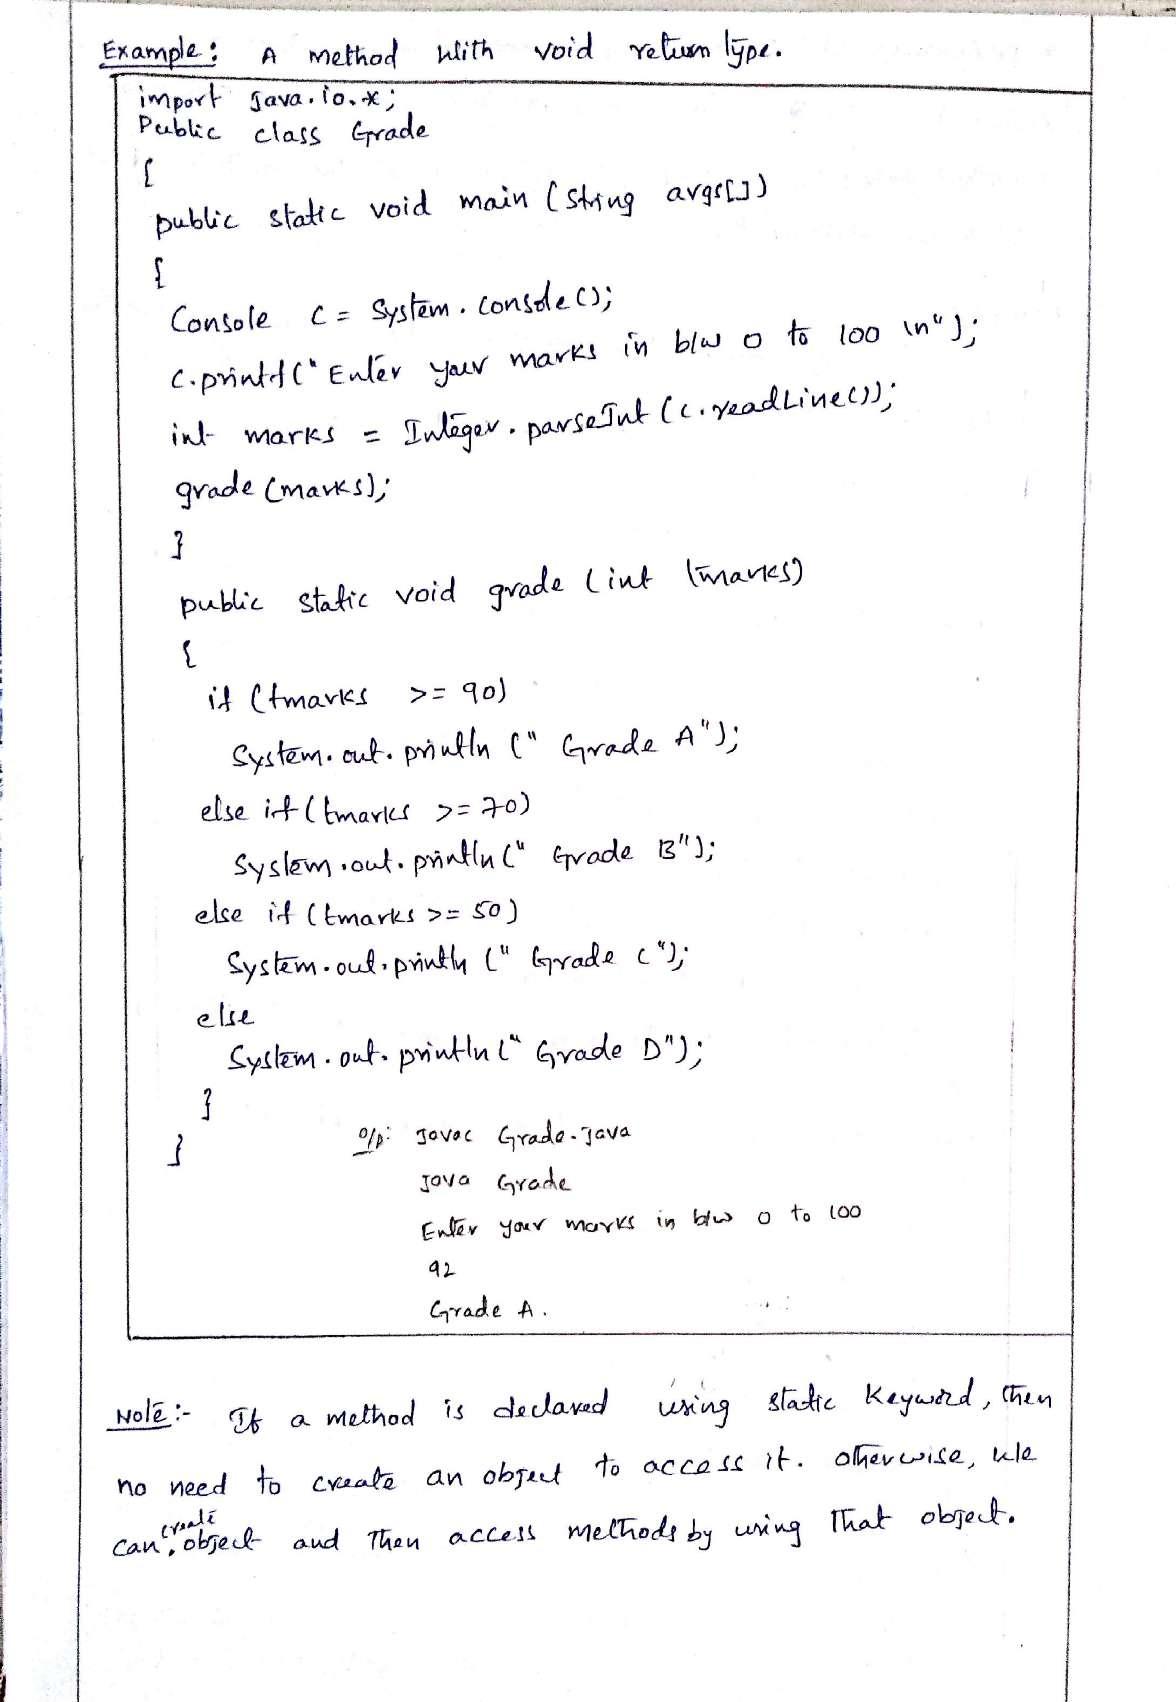 Example: A method with void return type.
import java.io.*;
Public class Grade
{
public static void main (String args[])
{
Console c = System.console();
c.printf("Enter your marks in b/w 0 to 100 \n");
int marks = Integer.parseInt (c.readLine());
grade (marks);
}
public static void grade (int tmarks)
{
if (tmarks >= 90)
System.out.println (" Grade A");
else if (tmarks >= 70)
System.out.println (" Grade B");
else if (tmarks >= 50)
System.out.println (" Grade C");
else
System.out.println (" Grade D");
}
}
o/p: javac Grade.java
java Grade
Enter your marks in b/w 0 to 100
92
Grade A.
Note:- If a method is declared using static keyword, then
no need to create an object to access it. otherwise, we
can create object and then access methods by using that object.